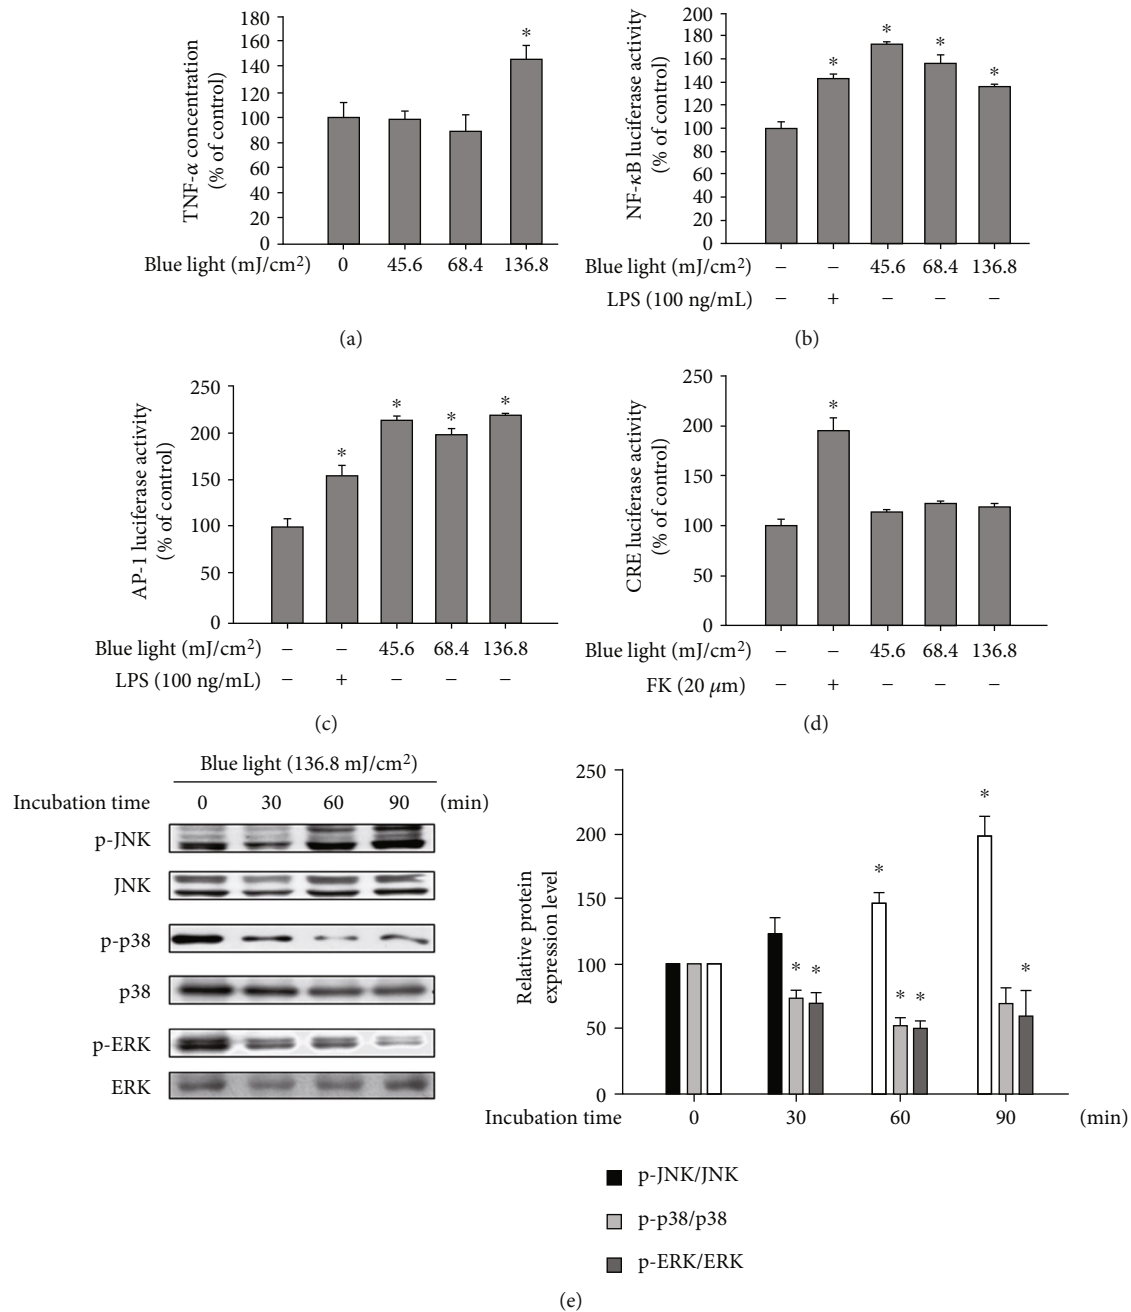 180
160
140
120
100
80
60
40
20
0
TNF-α concentration
(% of control)
*
Blue light (mJ/cm²) 0 45.6 68.4 136.8
(a)
200
180
160
140
120
100
80
60
40
20
200
NF-κB luciferase activity
(% of control)
* * * *
Blue light (mJ/cm²) − − 45.6 68.4 136.8
LPS (100 ng/mL) − + − − −
(b)
250
200
150
100
50
0
AP-1 luciferase activity
(% of control)
* * * *
Blue light (mJ/cm²) − − 45.6 68.4 136.8
LPS (100 ng/mL) − + − − −
(c)
250
200
150
100
50
0
CRE luciferase activity
(% of control)
*
Blue light (mJ/cm²) − − 45.6 68.4 136.8
FK (20 μm) − + − − −
(d)
Blue light (136.8 mJ/cm²)
Incubation time 0 30 60 90 (min)
p-JNK
JNK
p-p38
p38
p-ERK
ERK
250
200
150
100
50
0
Relative protein
expression level
* * * * * * *
Incubation time 0 30 60 90 (min)
p-JNK/JNK
p-p38/p38
p-ERK/ERK
(e)